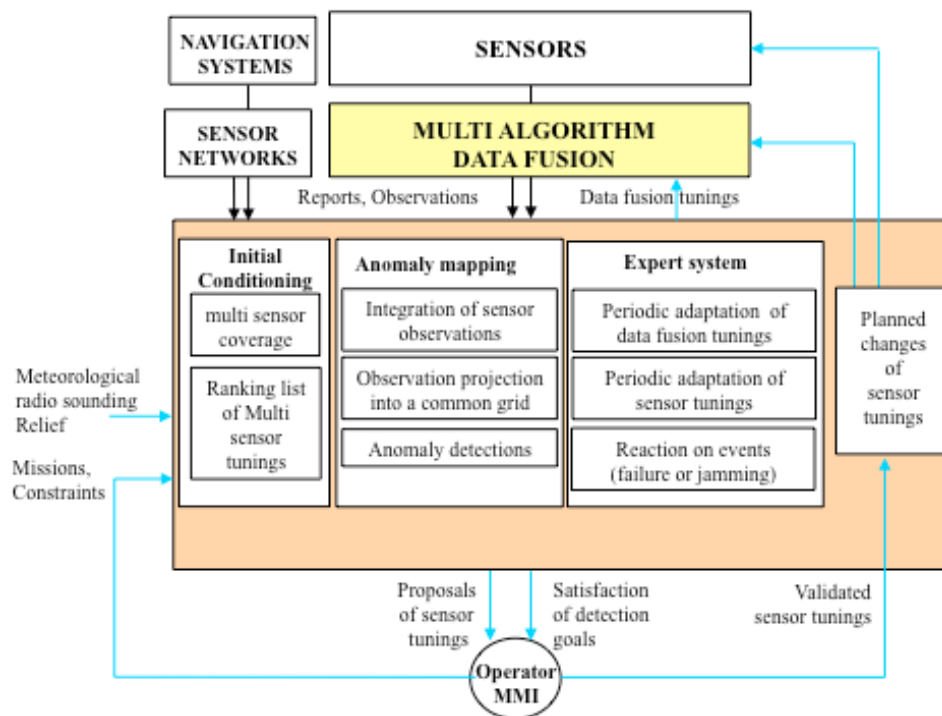 NAVIGATION
SYSTEMS
SENSORS
SENSOR
NETWORKS
MULTI ALGORITHM
DATA FUSION
Reports, Observations
Data fusion tunings
Initial
Conditioning
multi sensor
coverage
Ranking list
of Multi
sensor
tunings
Anomaly mapping
Integration of sensor
observations
Observation projection
into a common grid
Anomaly detections
Expert system
Periodic adaptation of
data fusion tunings
Periodic adaptation of
sensor tunings
Reaction on events
(failure or jamming)
Planned
changes
of
sensor
tunings
Meteorological
radio sounding
Relief
Missions,
Constraints
Proposals
of sensor
tunings
Satisfaction
of detection
goals
Validated
sensor tunings
Operator
MMI